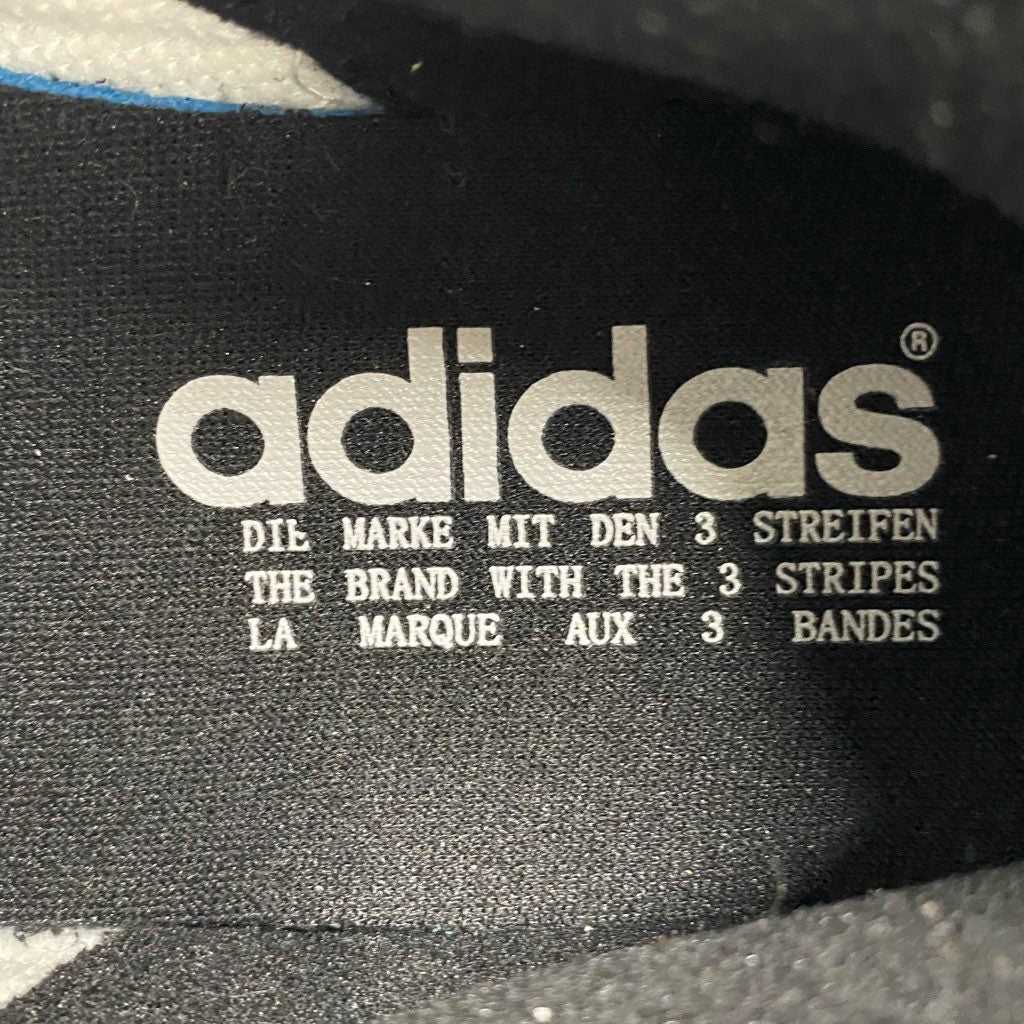 adidas®
DIE MARKE MIT DEN 3 STREIFEN
THE BRAND WITH THE 3 STRIPES
LA MARQUE AUX 3 BANDES